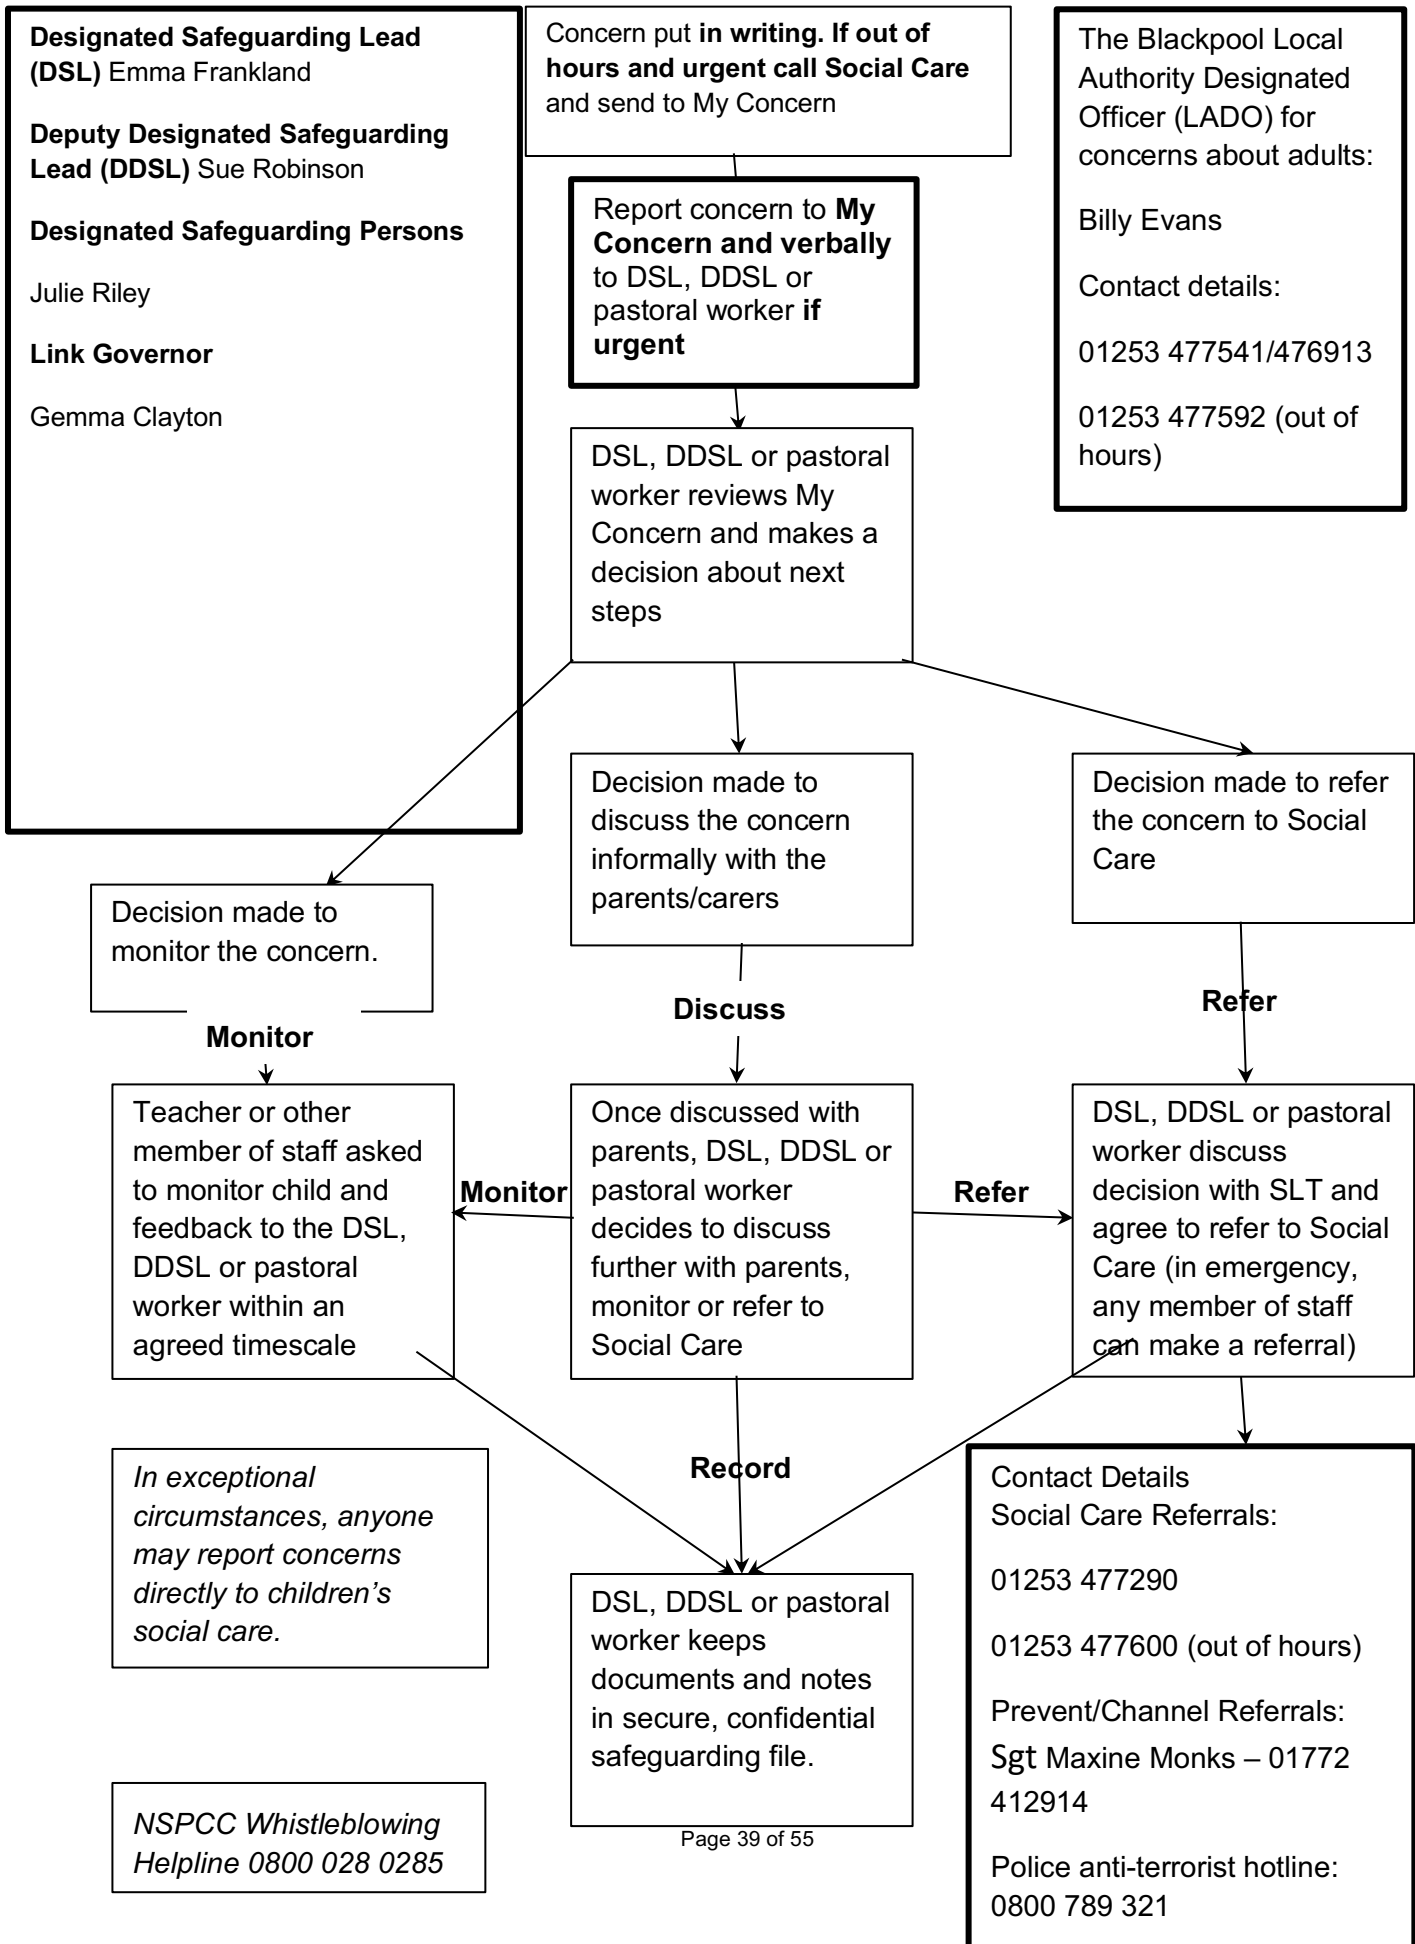 Designated Safeguarding Lead
(DSL) Emma Frankland
Deputy Designated Safeguarding
Lead (DDSL) Sue Robinson
Designated Safeguarding Persons
Julie Riley
Link Governor
Gemma Clayton
Concern put in writing. If out of
hours and urgent call Social Care
and send to My Concern
The Blackpool Local
Authority Designated
Officer (LADO) for
concerns about adults:
Billy Evans
Contact details:
01253 477541/476913
01253 477592 (out of
hours)
Report concern to My
Concern and verbally
to DSL, DDSL or
pastoral worker if
urgent
DSL, DDSL or pastoral
worker reviews My
Concern and makes a
decision about next
steps
Decision made to
monitor the concern.
Decision made to
discuss the concern
informally with the
parents/carers
Decision made to refer
the concern to Social
Care
Monitor
Discuss
Refer
Teacher or other
member of staff asked
to monitor child and
feedback to the DSL,
DDSL or pastoral
worker within an
agreed timescale
Monitor
Once discussed with
parents, DSL, DDSL or
pastoral worker
decides to discuss
further with parents,
monitor or refer to
Social Care
Refer
DSL, DDSL or pastoral
worker discuss
decision with SLT and
agree to refer to Social
Care (in emergency,
any member of staff
can make a referral)
In exceptional
circumstances, anyone
may report concerns
directly to children's
social care.
Record
DSL, DDSL or pastoral
worker keeps
documents and notes
in secure, confidential
safeguarding file.
Contact Details
Social Care Referrals:
01253 477290
01253 477600 (out of hours)
Prevent/Channel Referrals:
Sgt Maxine Monks – 01772
412914
Police anti-terrorist hotline:
0800 789 321
NSPCC Whistleblowing
Helpline 0800 028 0285
Page 39 of 55